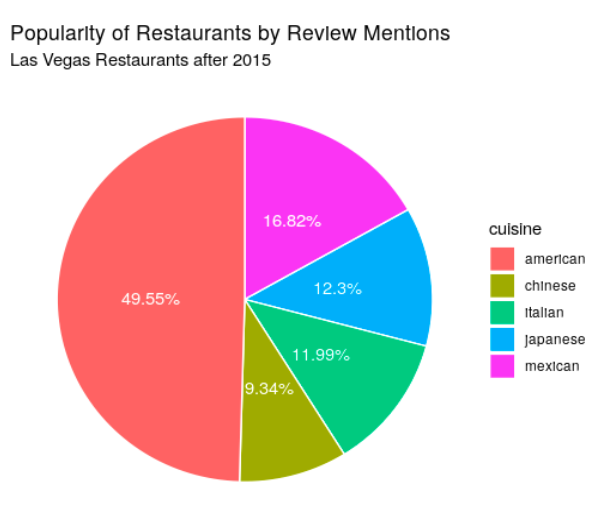 Popularity of Restaurants by Review Mentions
Las Vegas Restaurants after 2015
16.82%
cuisine
american
49.55%
12.3%
chinese
italian
11.99%
japanese
9.34%
mexican